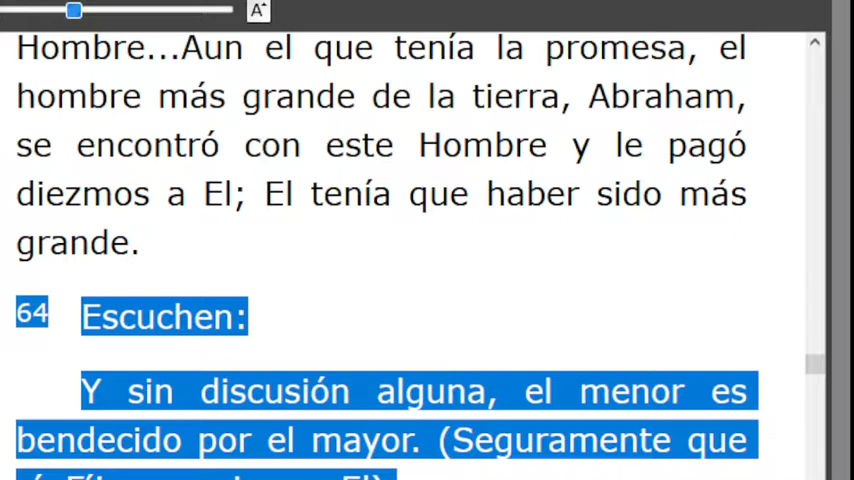 A
Hombre...Aun el que tenía la promesa, el
hombre más grande de la tierra, Abraham,
se encontró con este Hombre y le pagó
diezmos a El; El tenía que haber sido más
grande.
64 Escuchen:
Y sin discusión alguna, el menor es
bendecido por el mayor. (Seguramente que